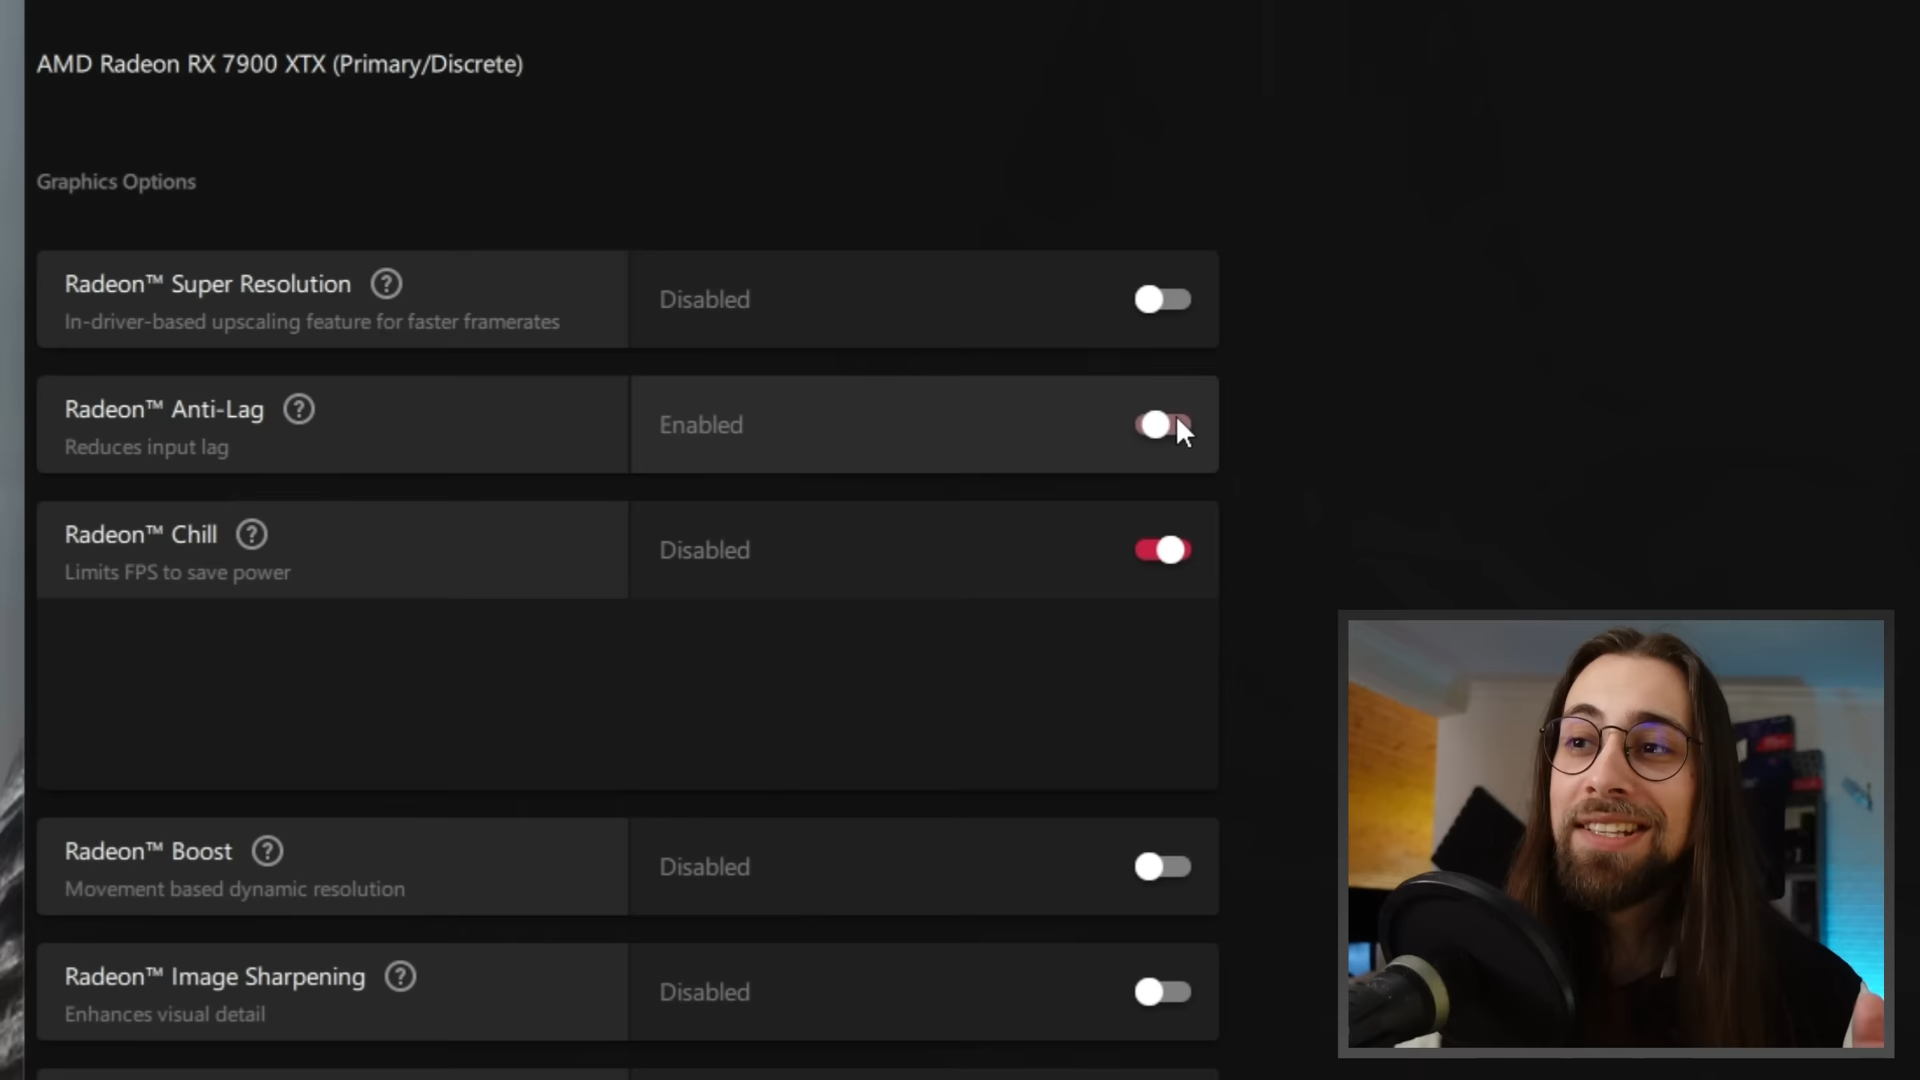 AMD Radeon RX 7900 XTX (Primary/Discrete)
Graphics Options
Radeon™ Super Resolution
In-driver-based upscaling feature for faster framerates
Disabled
Radeon™ Anti-Lag
Reduces input lag
Enabled
Radeon™ Chill
Limits FPS to save power
Disabled
Radeon™ Boost
Movement based dynamic resolution
Disabled
Radeon™ Image Sharpening
Enhances visual detail
Disabled